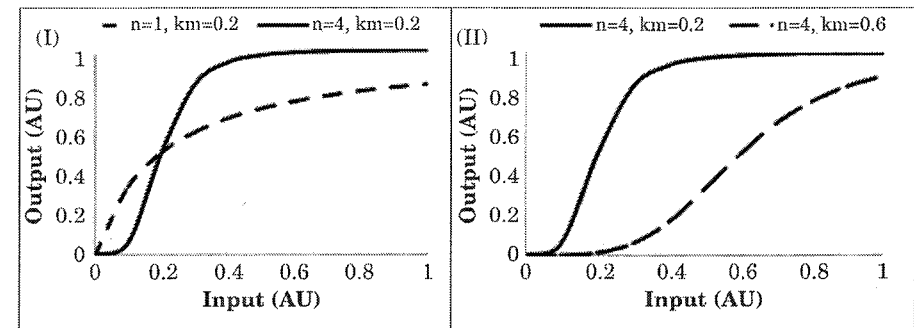 (I)
n=1, km=0.2 n=4, km=0.2
Output (AU)
1
0.8
0.6
0.4
0.2
0
0 0.2 0.4 0.6 0.8 1
Input (AU)
(II)
n=4, km=0.2 n=4, km=0.6
Output (AU)
1
0.8
0.6
0.4
0.2
0
0 0.2 0.4 0.6 0.8 1
Input (AU)